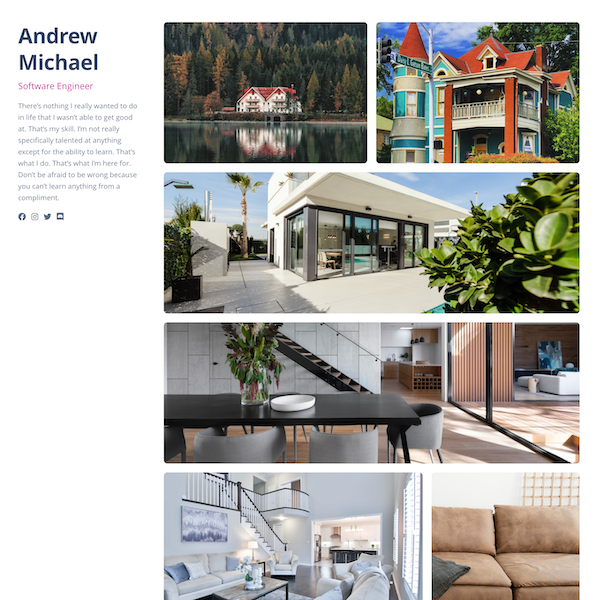 Andrew
Michael
Software Engineer
There's nothing I really wanted to do
in life that I wasn't able to get good
at. That's my skill. I'm not really
specifically talented at anything
except for the ability to learn. That's
what I do. That's what I'm here for.
Don't be afraid to be wrong because
you can't learn anything from a
compliment.